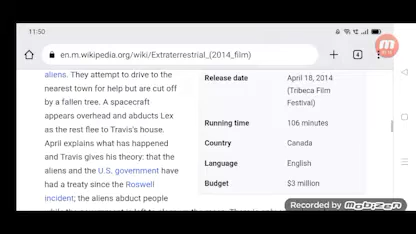 11:50
en.m.wikipedia.org/wiki/Extraterrestrial_(2014_film)
4
aliens. They attempt to drive to the
nearest town for help but are cut off
by a fallen tree. A spacecraft
appears overhead and abducts Lex
as the rest flee to Travis's house.
April explains what has happened
and Travis gives his theory: that the
aliens and the U.S. government have
had a treaty since the Roswell
incident; the aliens abduct people
Release date April 18, 2014
(Tribeca Film
Festival)
Running time 106 minutes
Country Canada
Language English
Budget $3 million
Recorded by Mobizen